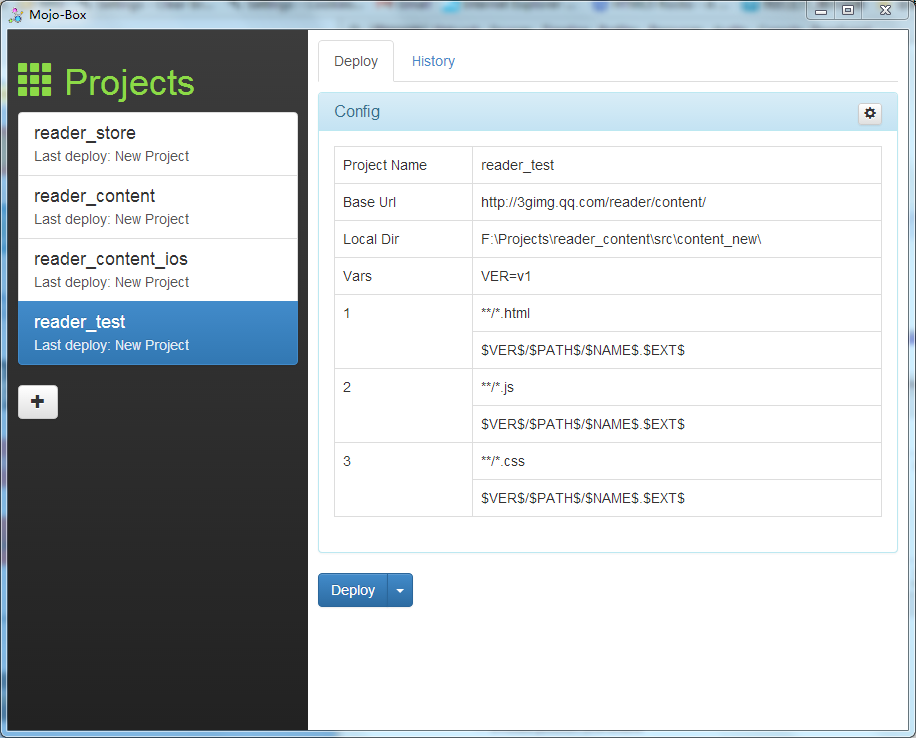 Mojo-Box
Projects
reader_store
Last deploy: New Project
reader_content
Last deploy: New Project
reader_content_ios
Last deploy: New Project
reader_test
Last deploy: New Project
Deploy History
Config
Project Name reader_test
Base Url http://3gimg.qq.com/reader/content/
Local Dir F:\Projects\reader_content\src\content_new\
Vars VER=v1
1 **/*.html
$VER$/$PATH$/$NAME$.$EXT$
2 **/*.js
$VER$/$PATH$/$NAME$.$EXT$
3 **/*.css
$VER$/$PATH$/$NAME$.$EXT$
Deploy